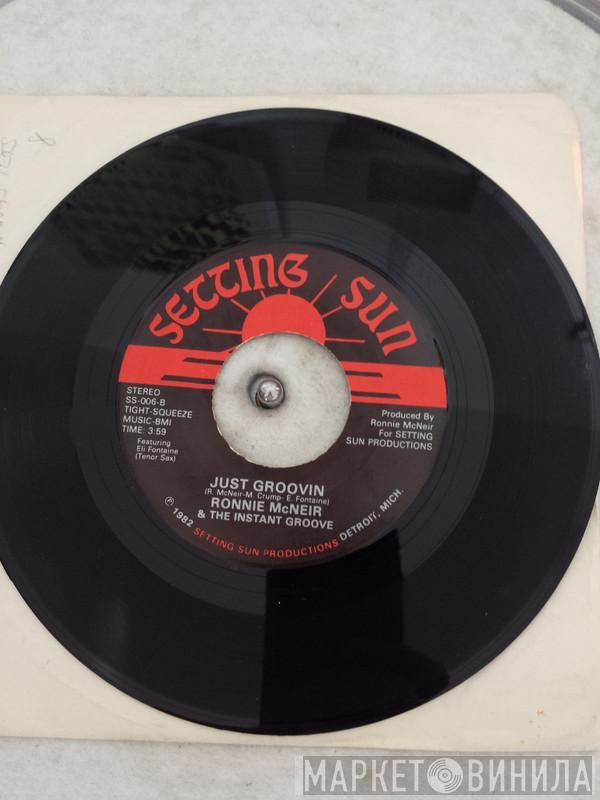 SETTING SUN
STEREO
SS-006-B
TIGHT-SQUEEZE
MUSIC-BMI
TIME: 3:59
Featuring
Eli Fontaine
(Tenor Sax)
Produced By
Ronnie McNeir
For SETTING
SUN PRODUCTIONS
JUST GROOVIN
(R. McNeir-M. Crump- E. Fontaine)
RONNIE McNEIR
& THE INSTANT GROOVE
℗ 1982 SETTING SUN PRODUCTIONS DETROIT, MICH.
МАРКЕТ ВИНИЛА